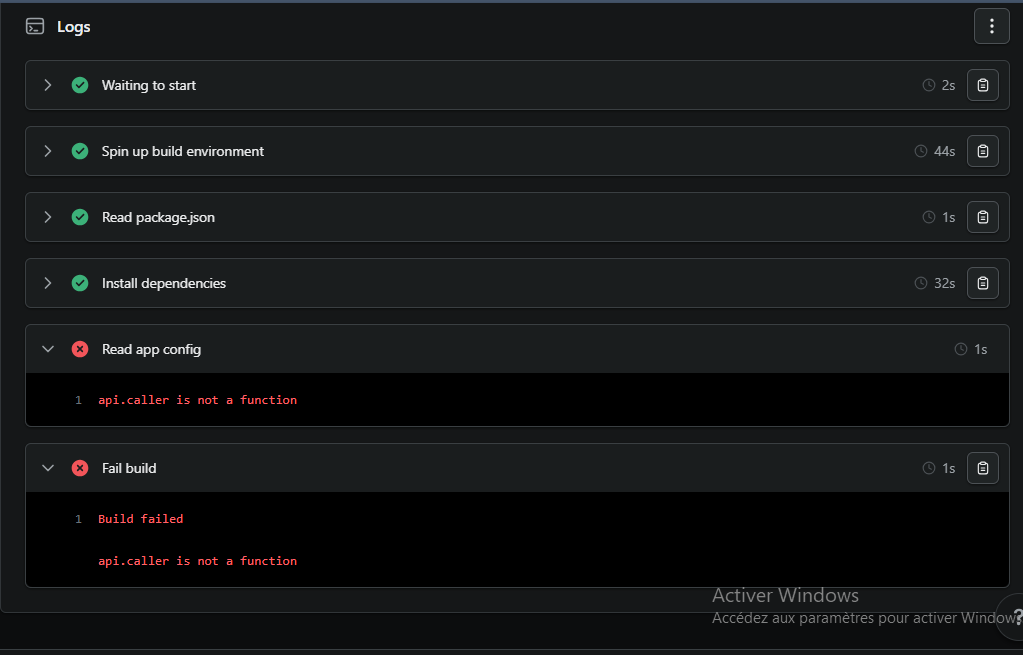 Logs
Waiting to start 2s
Spin up build environment 44s
Read package.json 1s
Install dependencies 32s
Read app config 1s
1 api.caller is not a function
Fail build 1s
1 Build failed
api.caller is not a function
Activer Windows
Accédez aux paramètres pour activer Window
?